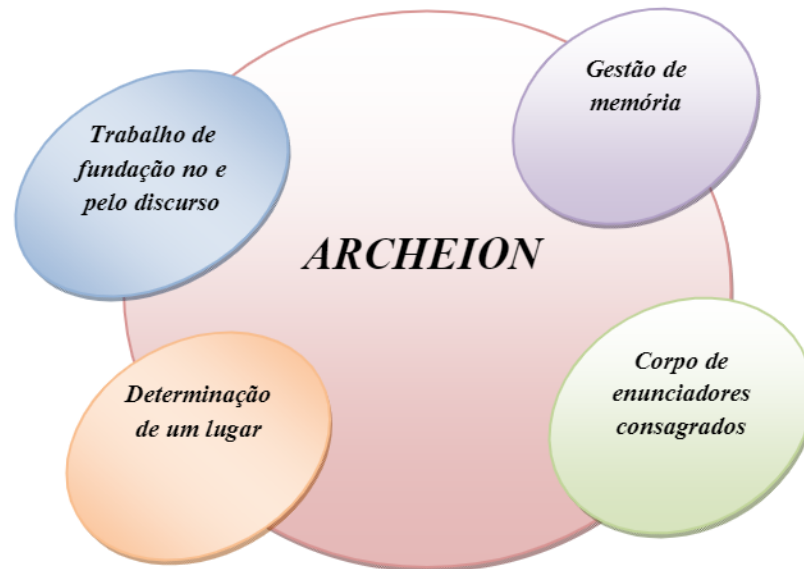 Trabalho de
fundação no e
pelo discurso
Gestão de
memória
ARCHEION
Determinação
de um lugar
Corpo de
enunciadores
consagrados